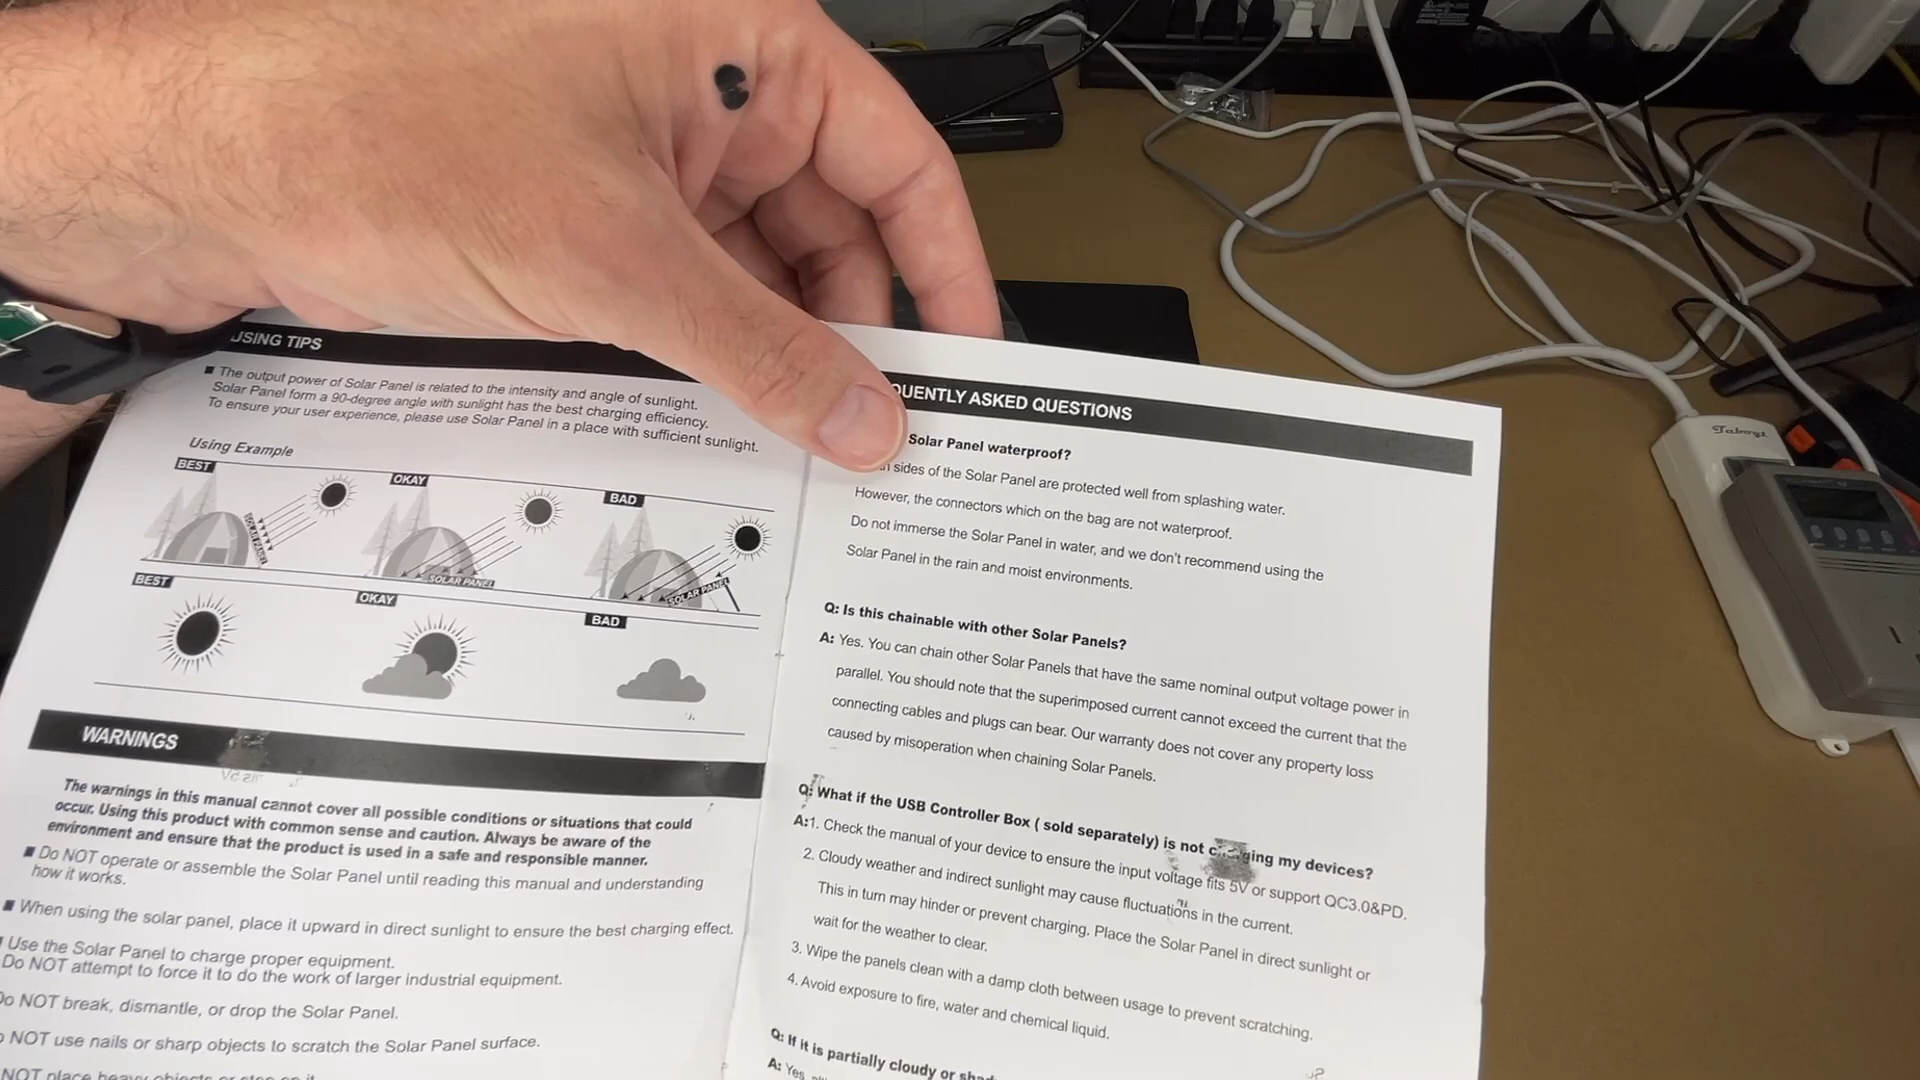 USING TIPS
■ The output power of Solar Panel is related to the intensity and angle of sunlight.
Solar Panel form a 90-degree angle with sunlight has the best charging efficiency.
To ensure your user experience, please use Solar Panel in a place with sufficient sunlight.
Using Example
BEST
OKAY
BAD
SOLAR PANEL
SOLAR PANEL
SOLAR PANEL
BEST
OKAY
BAD
WARNINGS
The warnings in this manual cannot cover all possible conditions or situations that could
occur. Using this product with common sense and caution. Always be aware of the
environment and ensure that the product is used in a safe and responsible manner.
■ Do NOT operate or assemble the Solar Panel until reading this manual and understanding
how it works.
■ When using the solar panel, place it upward in direct sunlight to ensure the best charging effect.
Use the Solar Panel to charge proper equipment.
Do NOT attempt to force it to do the work of larger industrial equipment.
Do NOT break, dismantle, or drop the Solar Panel.
NOT use nails or sharp objects to scratch the Solar Panel surface.
NOT place heavy objects or step on it
QUENTLY ASKED QUESTIONS
Solar Panel waterproof?
sides of the Solar Panel are protected well from splashing water.
However, the connectors which on the bag are not waterproof.
Do not immerse the Solar Panel in water, and we don't recommend using the
Solar Panel in the rain and moist environments.
Q: Is this chainable with other Solar Panels?
A: Yes. You can chain other Solar Panels that have the same nominal output voltage power in
parallel. You should note that the superimposed current cannot exceed the current that the
connecting cables and plugs can bear. Our warranty does not cover any property loss
caused by misoperation when chaining Solar Panels.
Q: What if the USB Controller Box ( sold separately) is not charging my devices?
A:1. Check the manual of your device to ensure the input voltage fits 5V or support QC3.0&PD.
2. Cloudy weather and indirect sunlight may cause fluctuations in the current.
This in turn may hinder or prevent charging. Place the Solar Panel in direct sunlight or
wait for the weather to clear.
3. Wipe the panels clean with a damp cloth between usage to prevent scratching.
4. Avoid exposure to fire, water and chemical liquid.
Q: If it is partially cloudy or
A: Yes